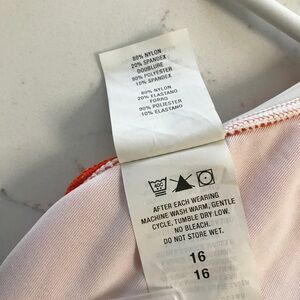 80% NYLON
20% SPANDEX
DOUBLURE
90% POLYESTER
10% SPANDEX
80% NYLON
20% ELASTANO
FORRO
90% POLIESTER
10% ELASTANO
AFTER EACH WEARING
MACHINE WASH WARM, GENTLE
CYCLE. TUMBLE DRY LOW.
NO BLEACH.
DO NOT STORE WET.
16
16